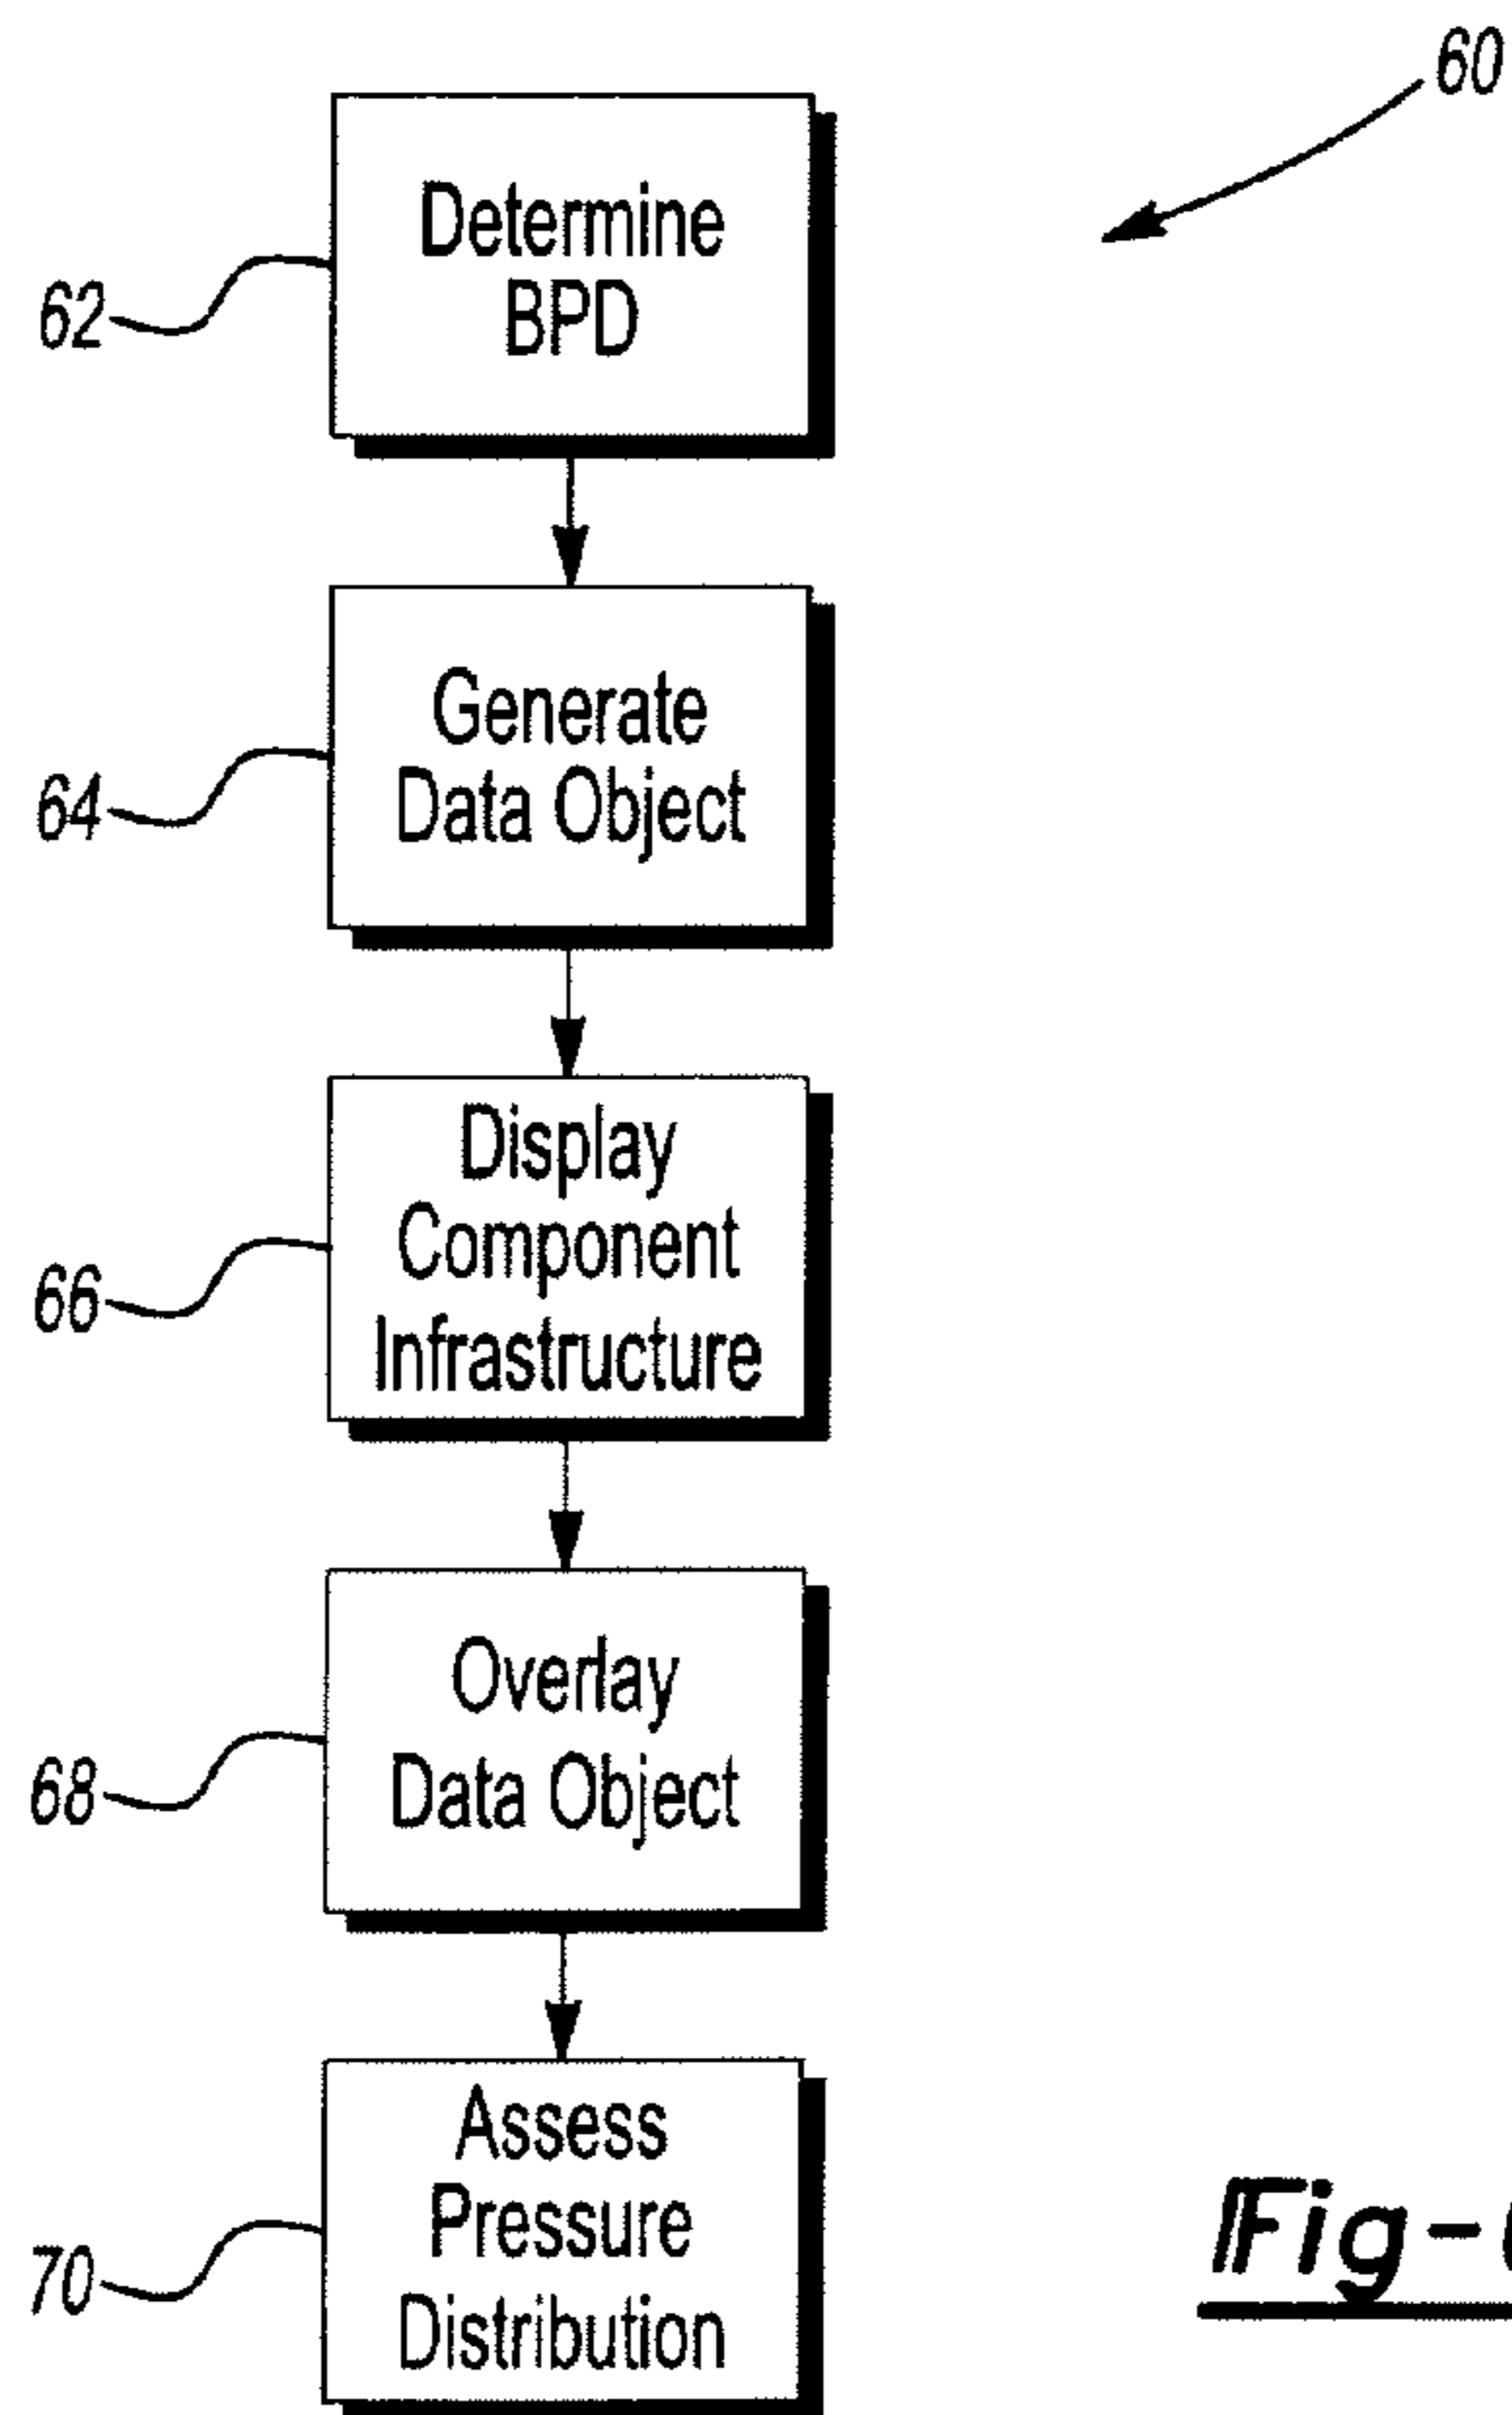 60
Determine
BPD
62
Generate
Data Object
64
Display
Component
Infrastructure
66
Overlay
Data Object
68
Assess
Pressure
Distribution
70
Fig-